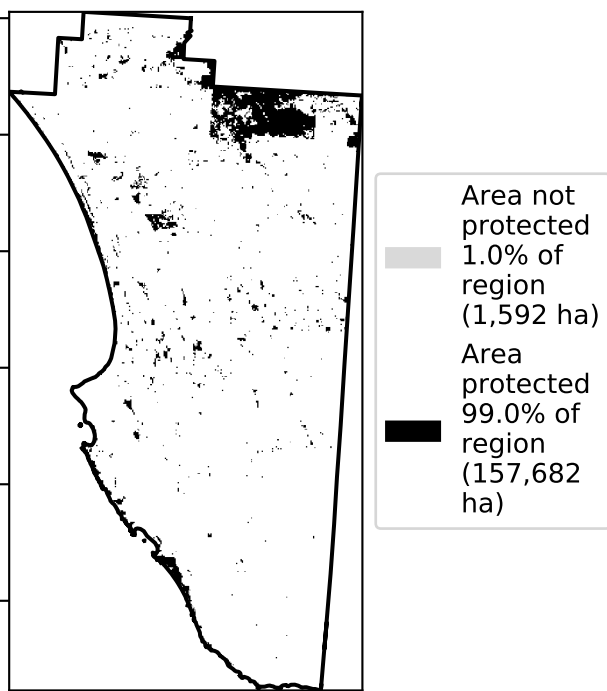 Area not
protected
1.0% of
region
(1,592 ha)
Area
protected
99.0% of
region
(157,682
ha)